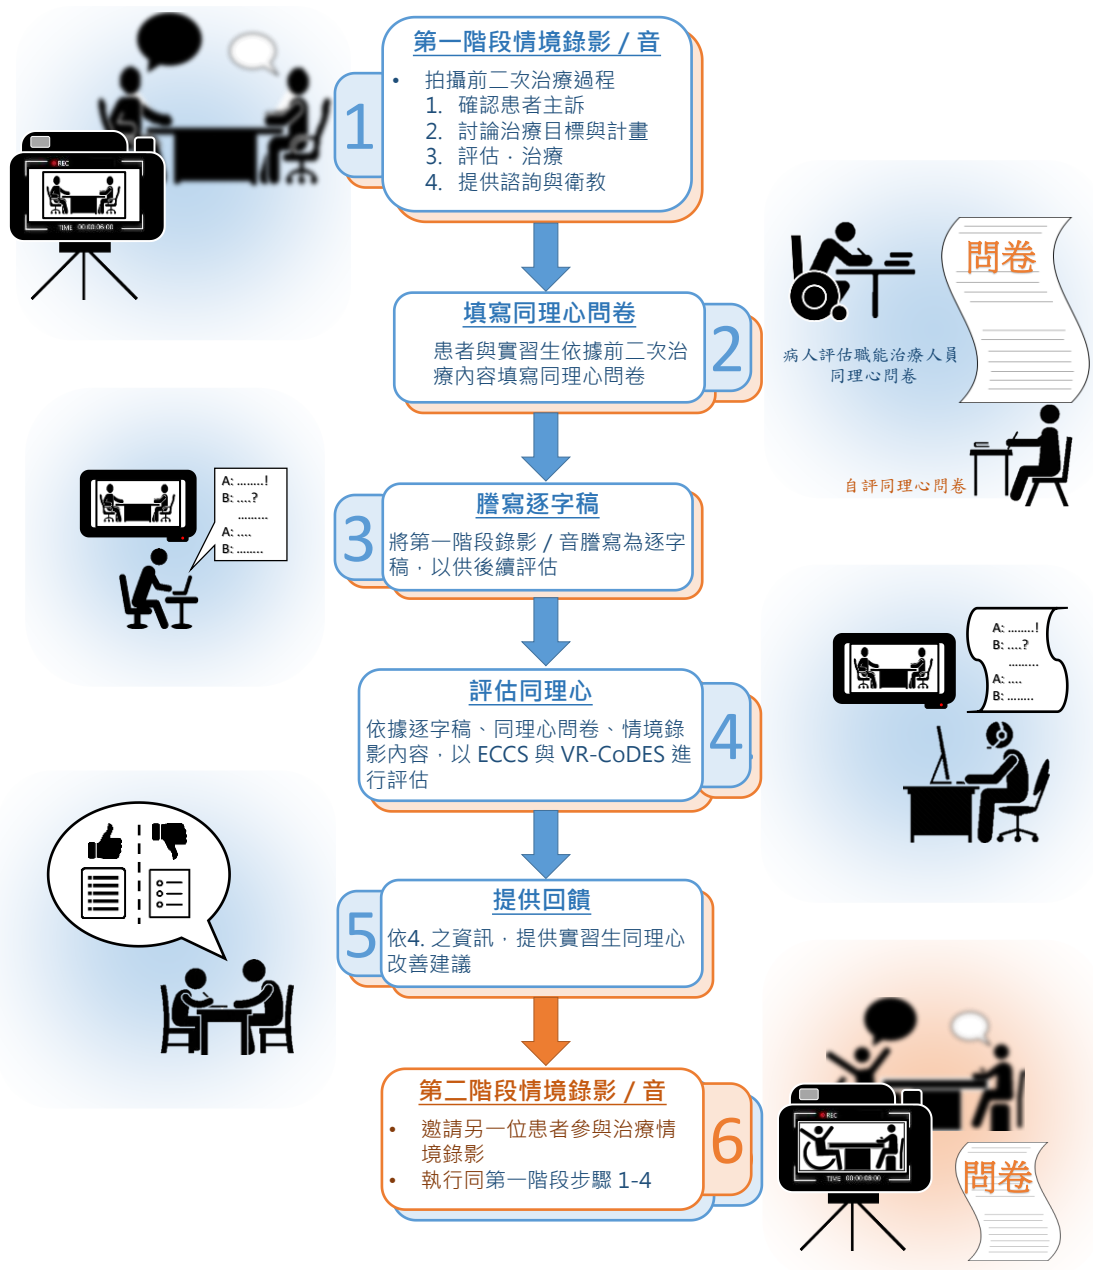 第一階段情境錄影 / 音
• 拍攝前二次治療過程
1. 確認患者主訴
2. 討論治療目標與計畫
3. 評估，治療
4. 提供諮詢與衛教
1
REC
TIME 00:00:06:00
填寫同理心問卷
患者與實習生依據前二次治
療內容填寫同理心問卷
2
問卷
病人評估職能治療人員
同理心問卷
自評同理心問卷
謄寫逐字稿
將第一階段錄影 / 音謄寫為逐字
稿，以供後續評估
3
A: ........!
B: ....?
.........
A: ....
B: ........
評估同理心
依據逐字稿、同理心問卷、情境錄
影內容，以 ECCS 與 VR-CoDES 進
行評估
4
A: ........!
B: ....?
.........
A: ....
B: ........
提供回饋
依4. 之資訊，提供實習生同理心
改善建議
5
第二階段情境錄影 / 音
• 邀請另一位患者參與治療情
境錄影
• 執行同第一階段步驟 1-4
6
REC
TIME 00:00:08:00
問卷